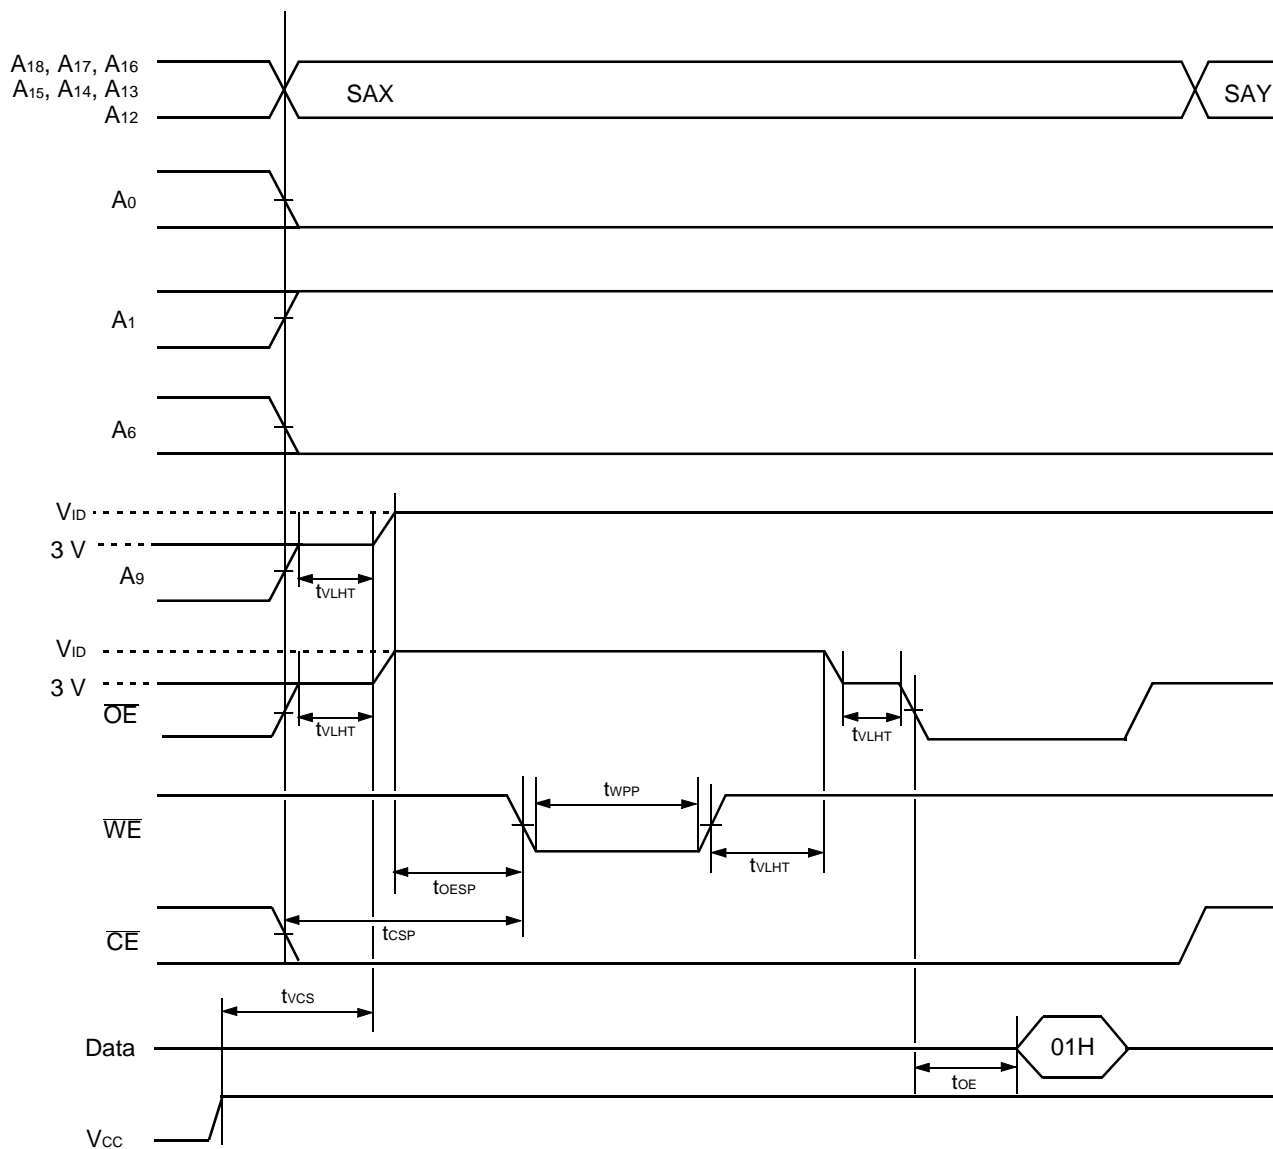 A18, A17, A16
A15, A14, A13
A12
SAX
SAY
A0
A1
A6
VID
3 V
A9
tVLHT
VID
3 V
OE
tVLHT
tVLHT
tWPP
WE
tVLHT
tOESP
CE
tCSP
tVCS
Data
01H
tOE
VCC